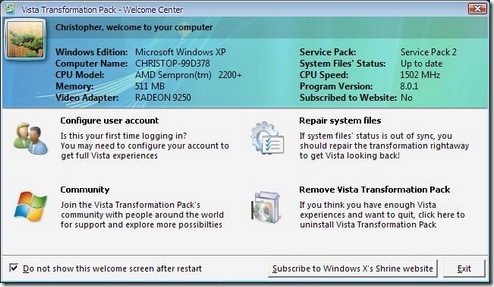 Vista Transformation Pack - Welcome Center
Christopher, welcome to your computer
Windows Edition: Microsoft Windows XP
Computer Name: CHRISTOP-99D378
CPU Model: AMD Sempron(tm) 2200+
Memory: 511 MB
Video Adapter: RADEON 9250
Service Pack: Service Pack 2
System Files' Status: Up to date
CPU Speed: 1502 MHz
Program Version: 8.0.1
Subscribed to Website: No
Configure user account
Is this your first time logging in?
You may need to configure your account to
get full Vista experiences
Repair system files
If system files' status is out of sync, you
should repair the transformation rightaway
to get Vista looking back!
Community
Join the Vista Transformation Pack's
community with people around the world
for support and explore more possibilties
Remove Vista Transformation Pack
If you think you have enough Vista
experiences and want to quit, click here to
uninstall Vista Transformation Pack
Do not show this welcome screen after restart
Subscribe to Windows X's Shrine website
Exit